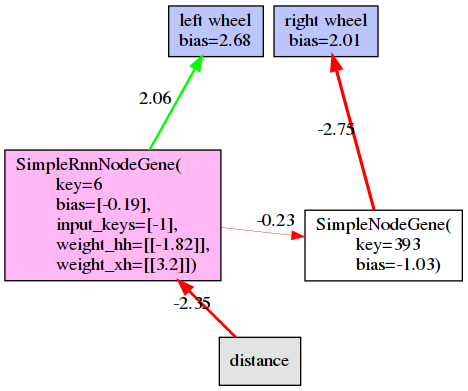 left wheel
bias=2.68
right wheel
bias=2.01
2.06
-2.75
SimpleRnnNodeGene(
key=6
bias=[-0.19],
input_keys=[-1],
weight_hh=[[-1.82]],
weight_xh=[[3.2]])
-0.23
SimpleNodeGene(
key=393
bias=-1.03)
-2.35
distance